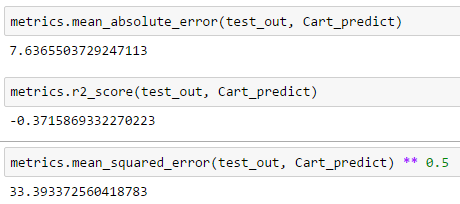 metrics.mean_absolute_error(test_out, Cart_predict)
7.6365503729247113
metrics.r2_score(test_out, Cart_predict)
-0.3715869332270223
metrics.mean_squared_error(test_out, Cart_predict) ** 0.5
33.393372560418783